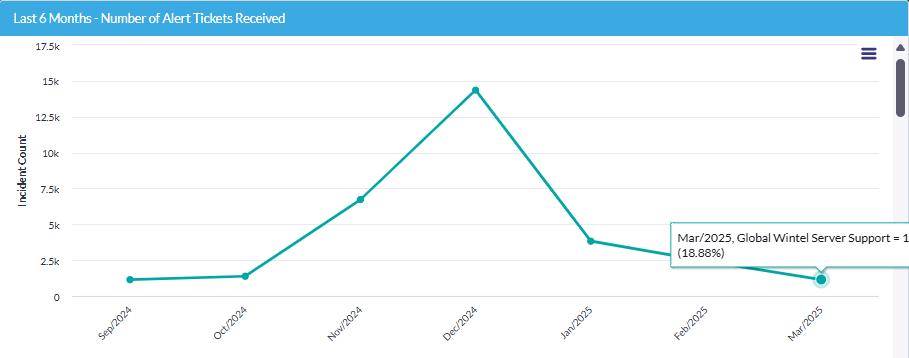 Last 6 Months - Number of Alert Tickets Received
17.5k
15k
12.5k
10k
7.5k
5k
2.5k
0
Incident Count
Mar/2025, Global Wintel Server Support = 1
(18.88%)
Sep/2024
Oct/2024
Nov/2024
Dec/2024
Jan/2025
Feb/2025
Mar/2025